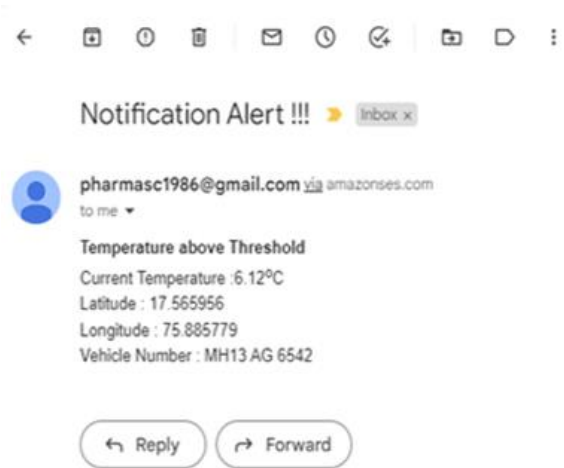 Notification Alert !!!
Inbox x
pharmasc1986@gmail.com via amazonses.com
to me
Temperature above Threshold
Current Temperature :6.12⁰C
Latitude : 17.565956
Longitude : 75.885779
Vehicle Number : MH13 AG 6542
Reply
Forward